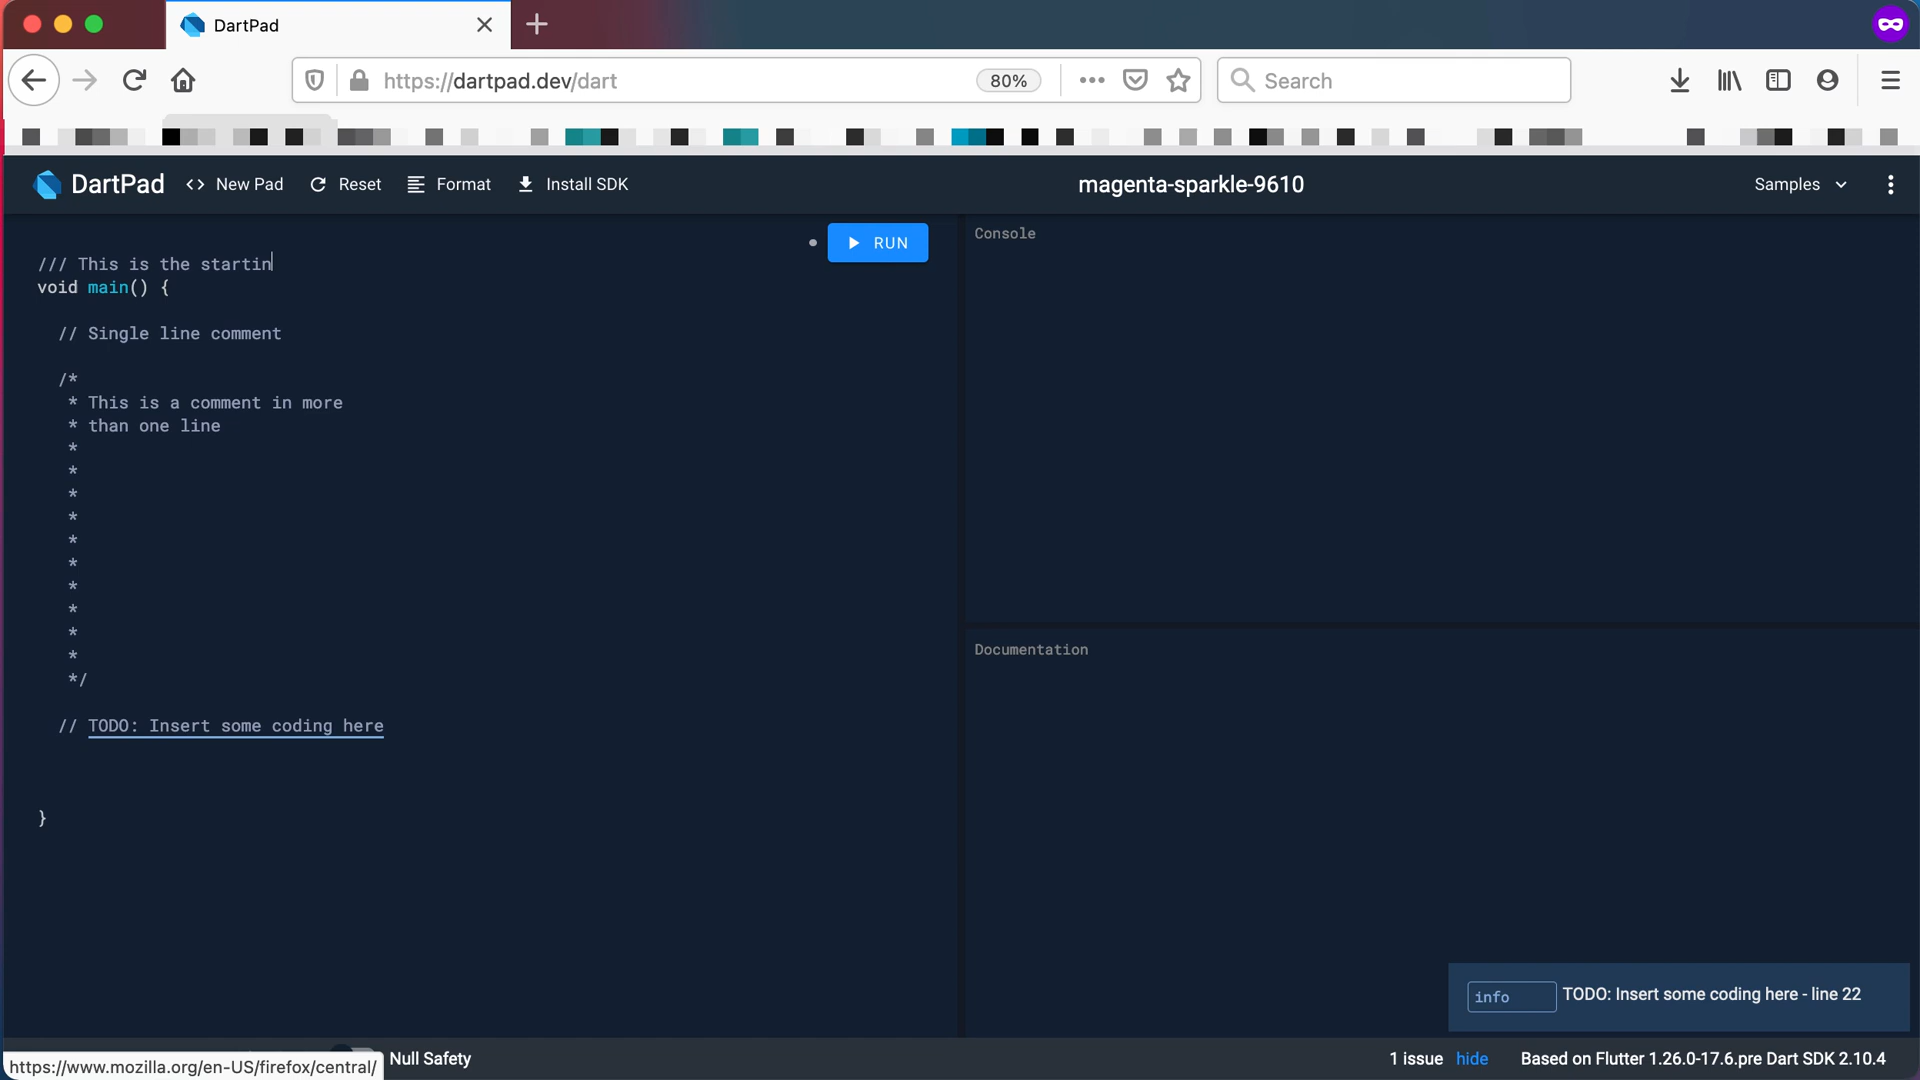 DartPad
https://dartpad.dev/dart
80%
Search
DartPad
<> New Pad
Reset
Format
Install SDK
magenta-sparkle-9610
Samples
RUN
Console
/// This is the startin
void main() {
// Single line comment
/*
* This is a comment in more
* than one line
*
*
*
*
*
*
*
*
*
*
*/
// TODO: Insert some coding here
}
Documentation
info TODO: Insert some coding here - line 22
https://www.mozilla.org/en-US/firefox/central/
Null Safety
1 issue hide
Based on Flutter 1.26.0-17.6.pre Dart SDK 2.10.4